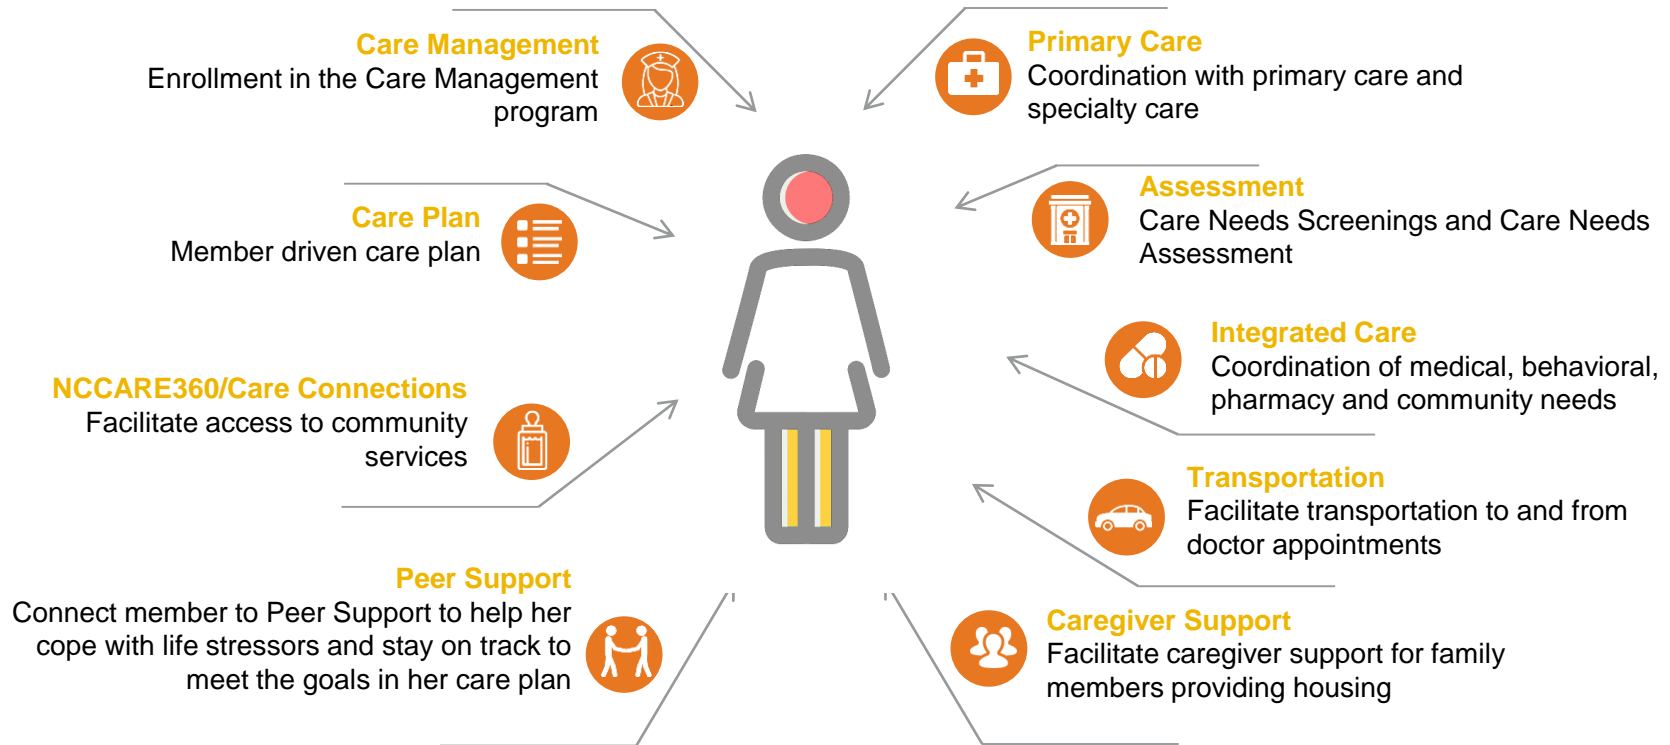 Care Management
Enrollment in the Care Management
program
Care Plan
Member driven care plan
NCCARE360/Care Connections
Facilitate access to community
services
Peer Support
Connect member to Peer Support to help her
cope with life stressors and stay on track to
meet the goals in her care plan
Primary Care
Coordination with primary care and
specialty care
Assessment
Care Needs Screenings and Care Needs
Assessment
Integrated Care
Coordination of medical, behavioral,
pharmacy and community needs
Transportation
Facilitate transportation to and from
doctor appointments
Caregiver Support
Facilitate caregiver support for family
members providing housing